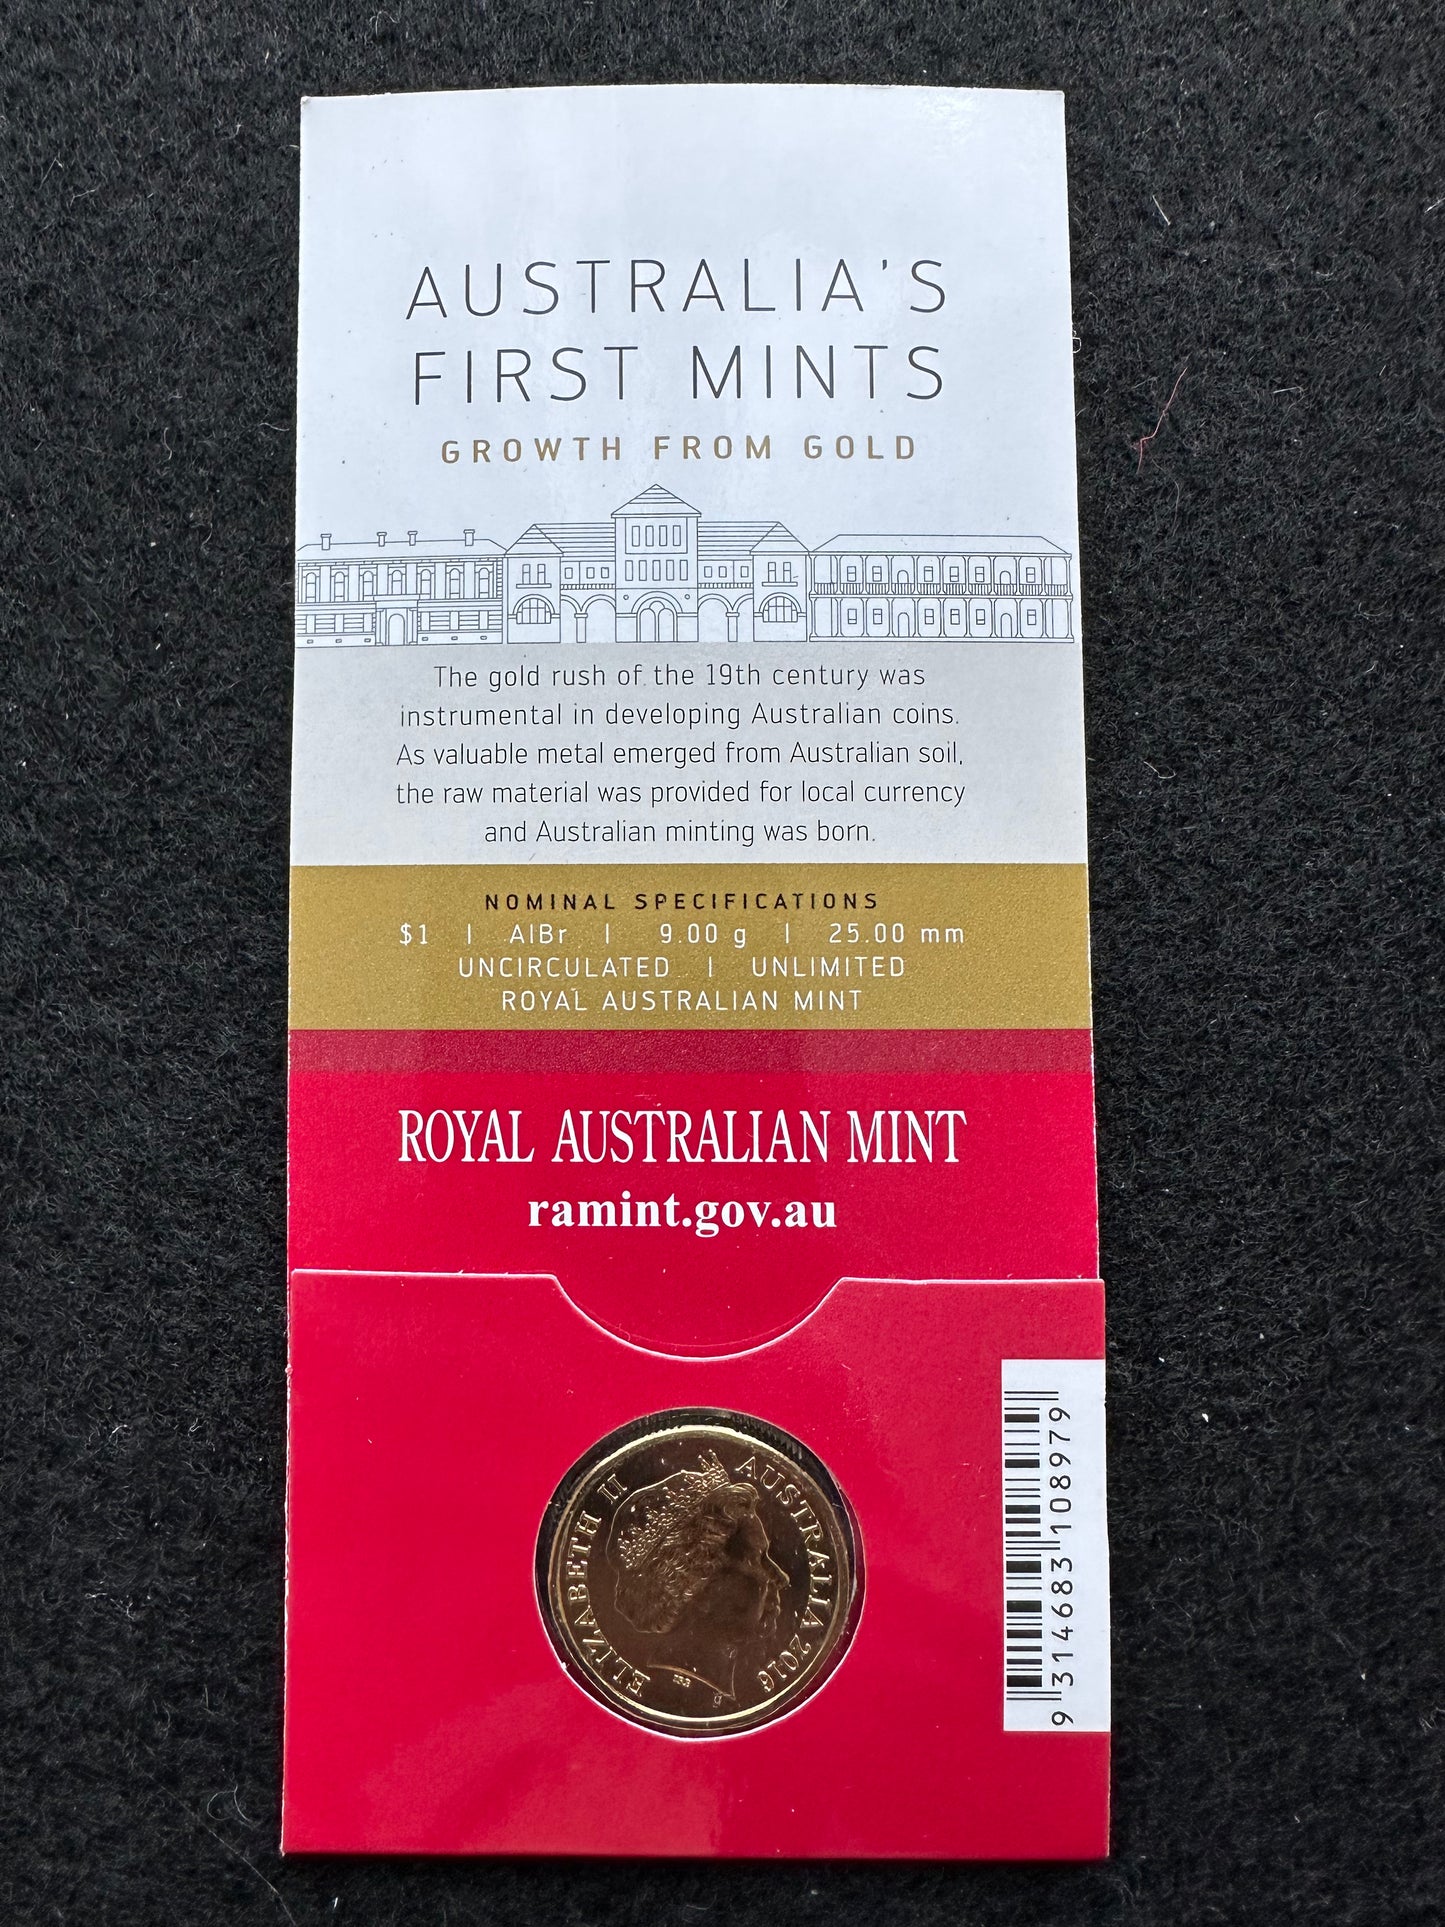 AUSTRALIA'S
FIRST MINTS
GROWTH FROM GOLD
The gold rush of the 19th century was
instrumental in developing Australian coins.
As valuable metal emerged from Australian soil,
the raw material was provided for local currency
and Australian minting was born.
NOMINAL SPECIFICATIONS
$1 | AlBr | 9.00 g | 25.00 mm
UNCIRCULATED | UNLIMITED
ROYAL AUSTRALIAN MINT
ROYAL AUSTRALIAN MINT
ramint.gov.au
ELIZABETH II AUSTRALIA 2016
9 314683 108979